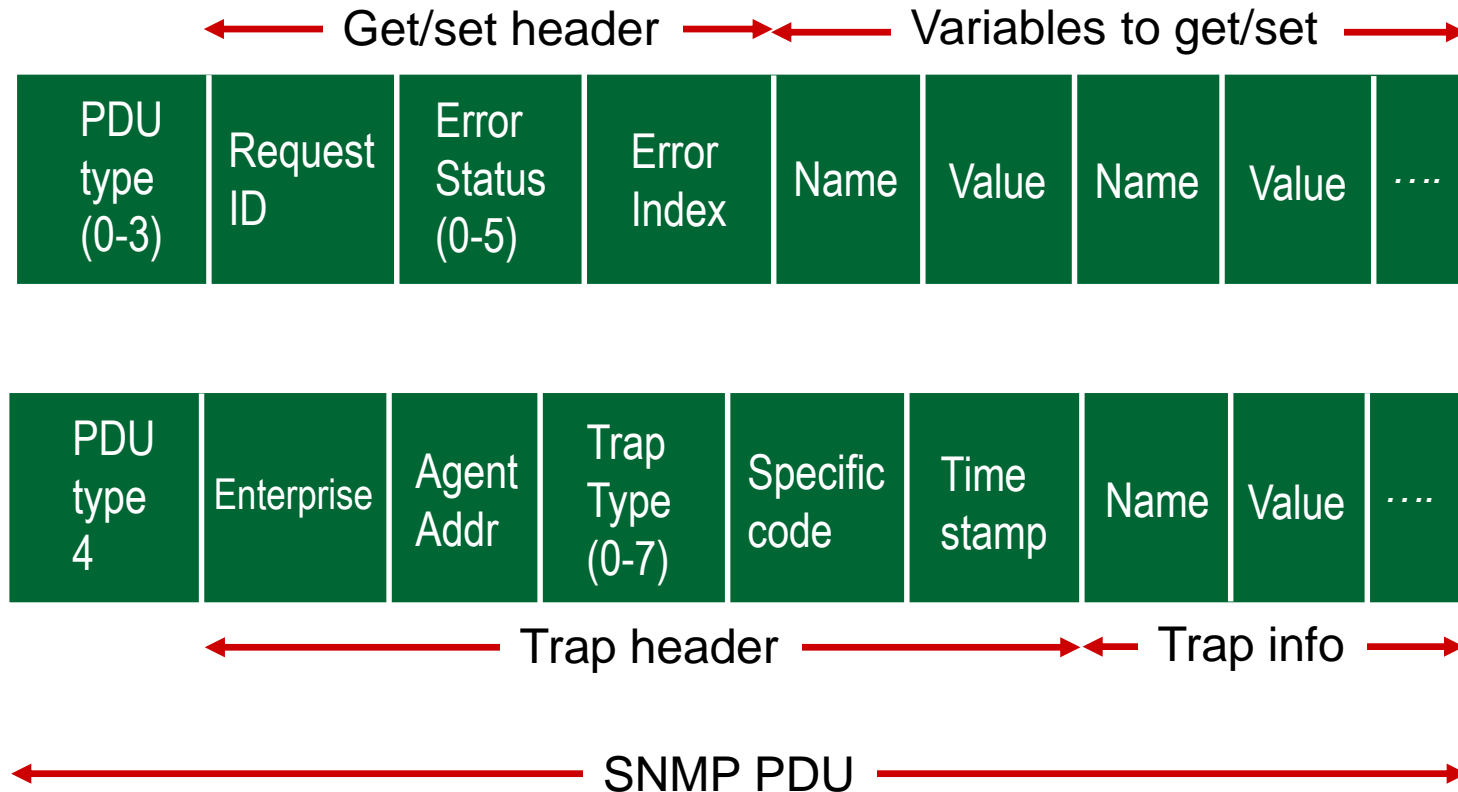 Get/set header
Variables to get/set
PDU
type
(0-3)
Request
ID
Error
Status
(0-5)
Error
Index
Name
Value
Name
Value
....
PDU
type
4
Enterprise
Agent
Addr
Trap
Type
(0-7)
Specific
code
Time
stamp
Name
Value
....
Trap header
Trap info
SNMP PDU